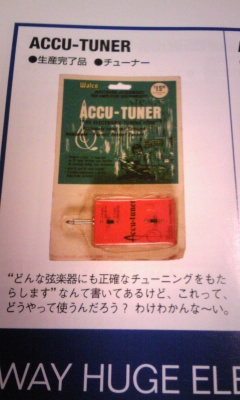 ACCU-TUNER
●生産完了品 ●チューナー
Walco
ACCU-TUNER
Accu-tuner
“どんな弦楽器にも正確なチューニングをもた
らします”なんて書いてあるけど、これって、
どうやって使うんだろう？ わけわかんな〜い。
WAY HUGE ELE